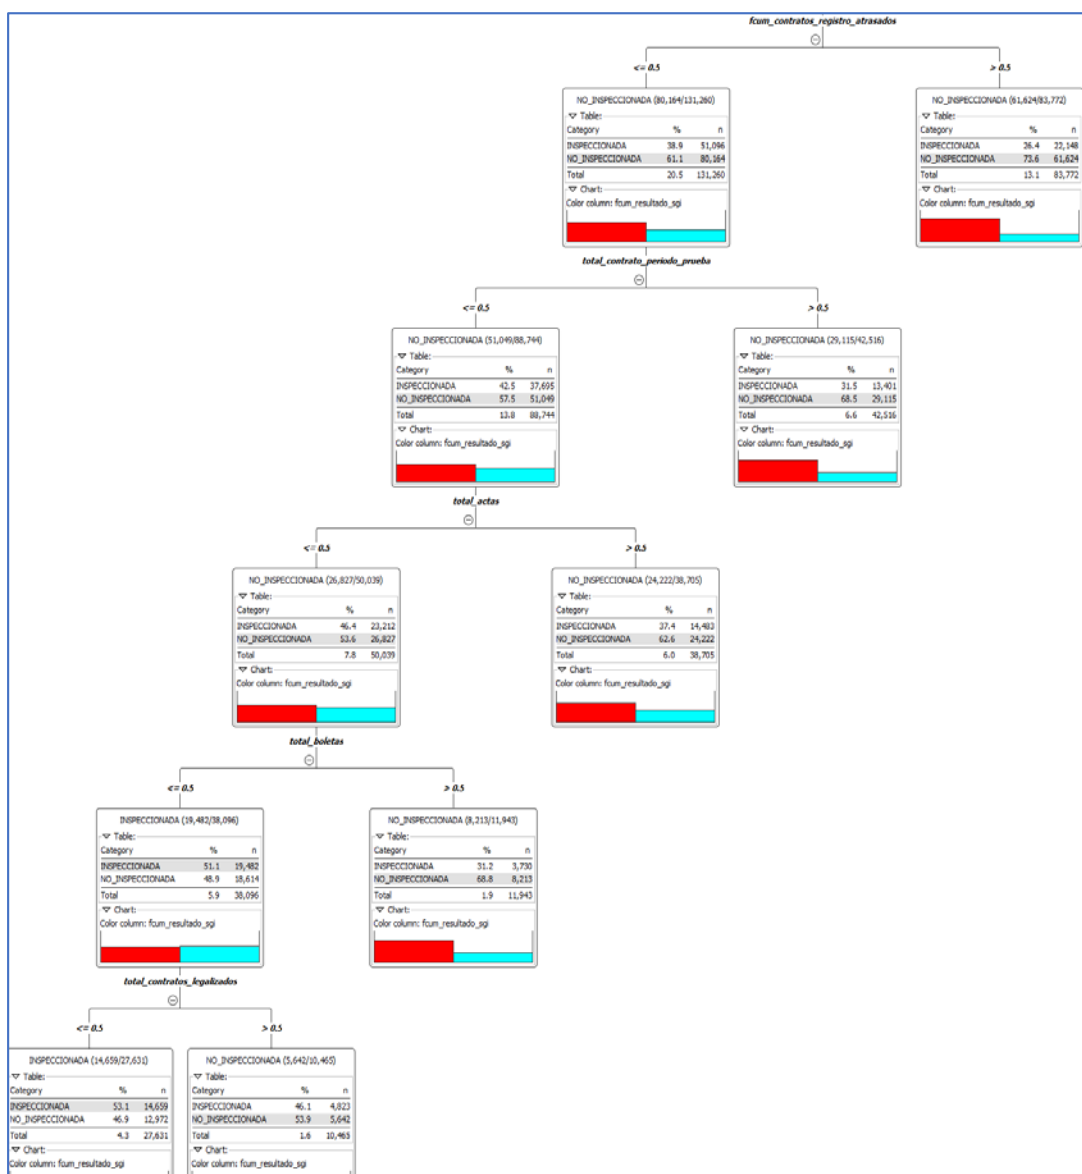 fcum_contratos_registro_atrasados
<= 0.5
> 0.5
NO_INSPECCIONADA (80,164/131,260)
Table:
Category % n
INSPECCIONADA 38.9 51,096
NO_INSPECCIONADA 61.1 80,164
Total 20.5 131,260
Chart:
Color column: fcum_resultado_sgi
NO_INSPECCIONADA (61,624/83,772)
Table:
Category % n
INSPECCIONADA 26.4 22,148
NO_INSPECCIONADA 73.6 61,624
Total 13.1 83,772
Chart:
Color column: fcum_resultado_sgi
total_contrato_periodo_prueba
<= 0.5
> 0.5
NO_INSPECCIONADA (51,049/88,744)
Table:
Category % n
INSPECCIONADA 42.5 37,695
NO_INSPECCIONADA 57.5 51,049
Total 13.8 88,744
Chart:
Color column: fcum_resultado_sgi
NO_INSPECCIONADA (29,115/42,516)
Table:
Category % n
INSPECCIONADA 31.5 13,401
NO_INSPECCIONADA 68.5 29,115
Total 6.6 42,516
Chart:
Color column: fcum_resultado_sgi
total_actas
<= 0.5
> 0.5
NO_INSPECCIONADA (26,827/50,039)
Table:
Category % n
INSPECCIONADA 46.4 23,212
NO_INSPECCIONADA 53.6 26,827
Total 7.8 50,039
Chart:
Color column: fcum_resultado_sgi
NO_INSPECCIONADA (24,222/38,705)
Table:
Category % n
INSPECCIONADA 37.4 14,483
NO_INSPECCIONADA 62.6 24,222
Total 6.0 38,705
Chart:
Color column: fcum_resultado_sgi
total_boletas
<= 0.5
> 0.5
INSPECCIONADA (19,482/38,096)
Table:
Category % n
INSPECCIONADA 51.1 19,482
NO_INSPECCIONADA 48.9 18,614
Total 5.9 38,096
Chart:
Color column: fcum_resultado_sgi
NO_INSPECCIONADA (8,213/11,943)
Table:
Category % n
INSPECCIONADA 31.2 3,730
NO_INSPECCIONADA 68.8 8,213
Total 1.9 11,943
Chart:
Color column: fcum_resultado_sgi
total_contratos_legalizados
<= 0.5
> 0.5
INSPECCIONADA (14,659/27,631)
Table:
Category % n
INSPECCIONADA 53.1 14,659
NO_INSPECCIONADA 46.9 12,972
Total 4.3 27,631
Chart:
Color column: fcum_resultado_sgi
NO_INSPECCIONADA (5,642/10,465)
Table:
Category % n
INSPECCIONADA 46.1 4,823
NO_INSPECCIONADA 53.9 5,642
Total 1.6 10,465
Chart:
Color column: fcum_resultado_sgi